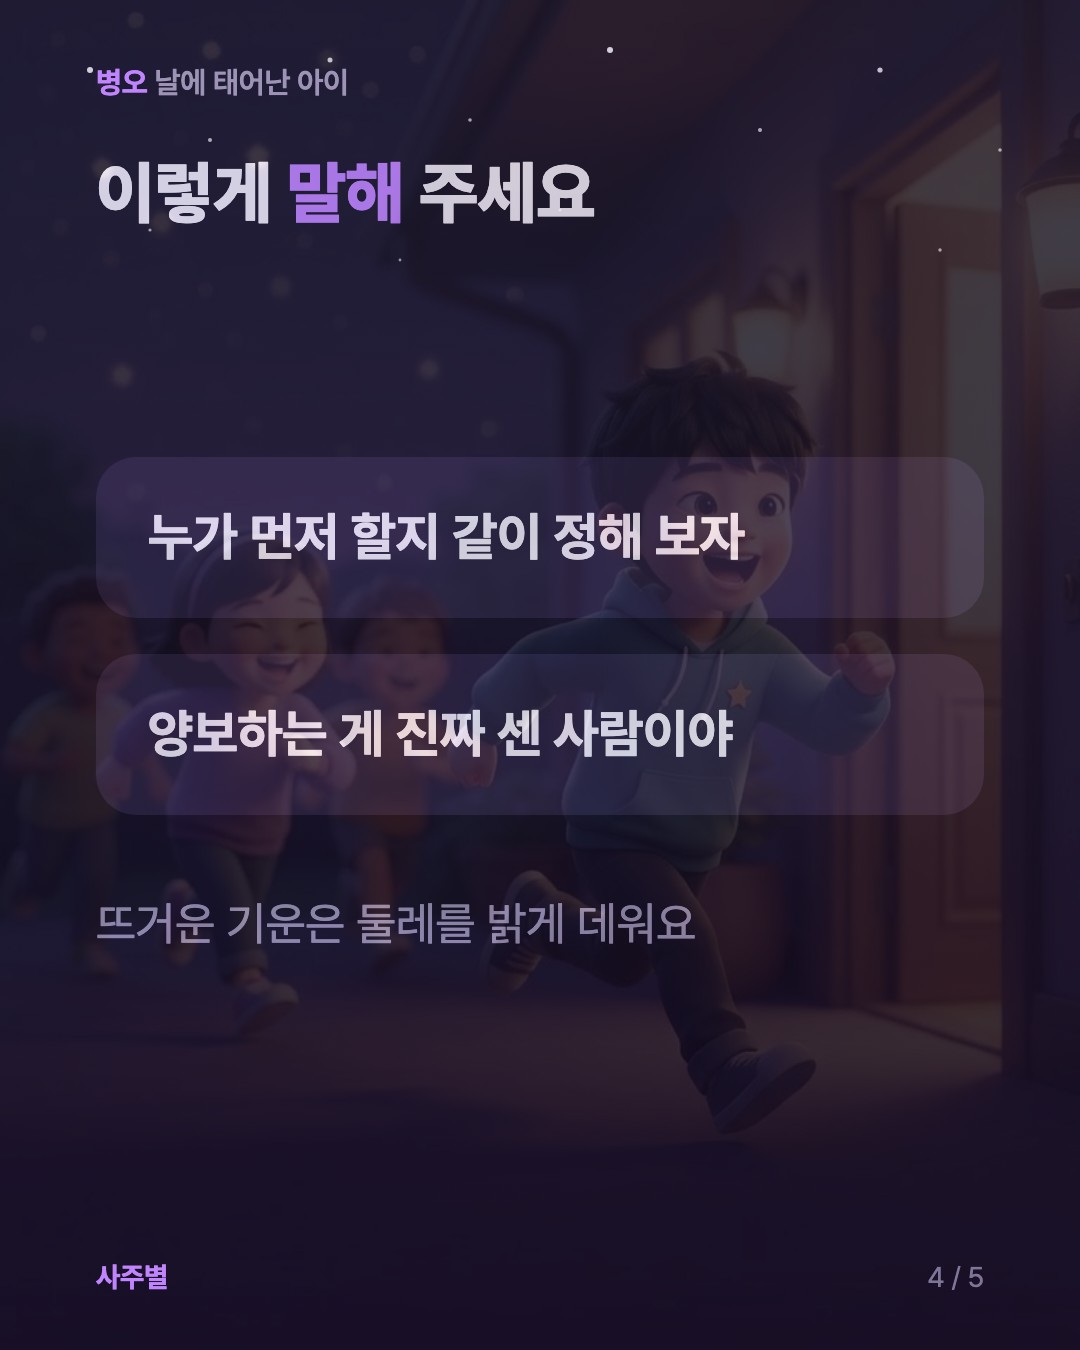 병오 날에 태어난 아이
이렇게 말해 주세요
누가 먼저 할지 같이 정해 보자
양보하는 게 진짜 센 사람이야
뜨거운 기운은 둘레를 밝게 데워요
사주별
4 / 5